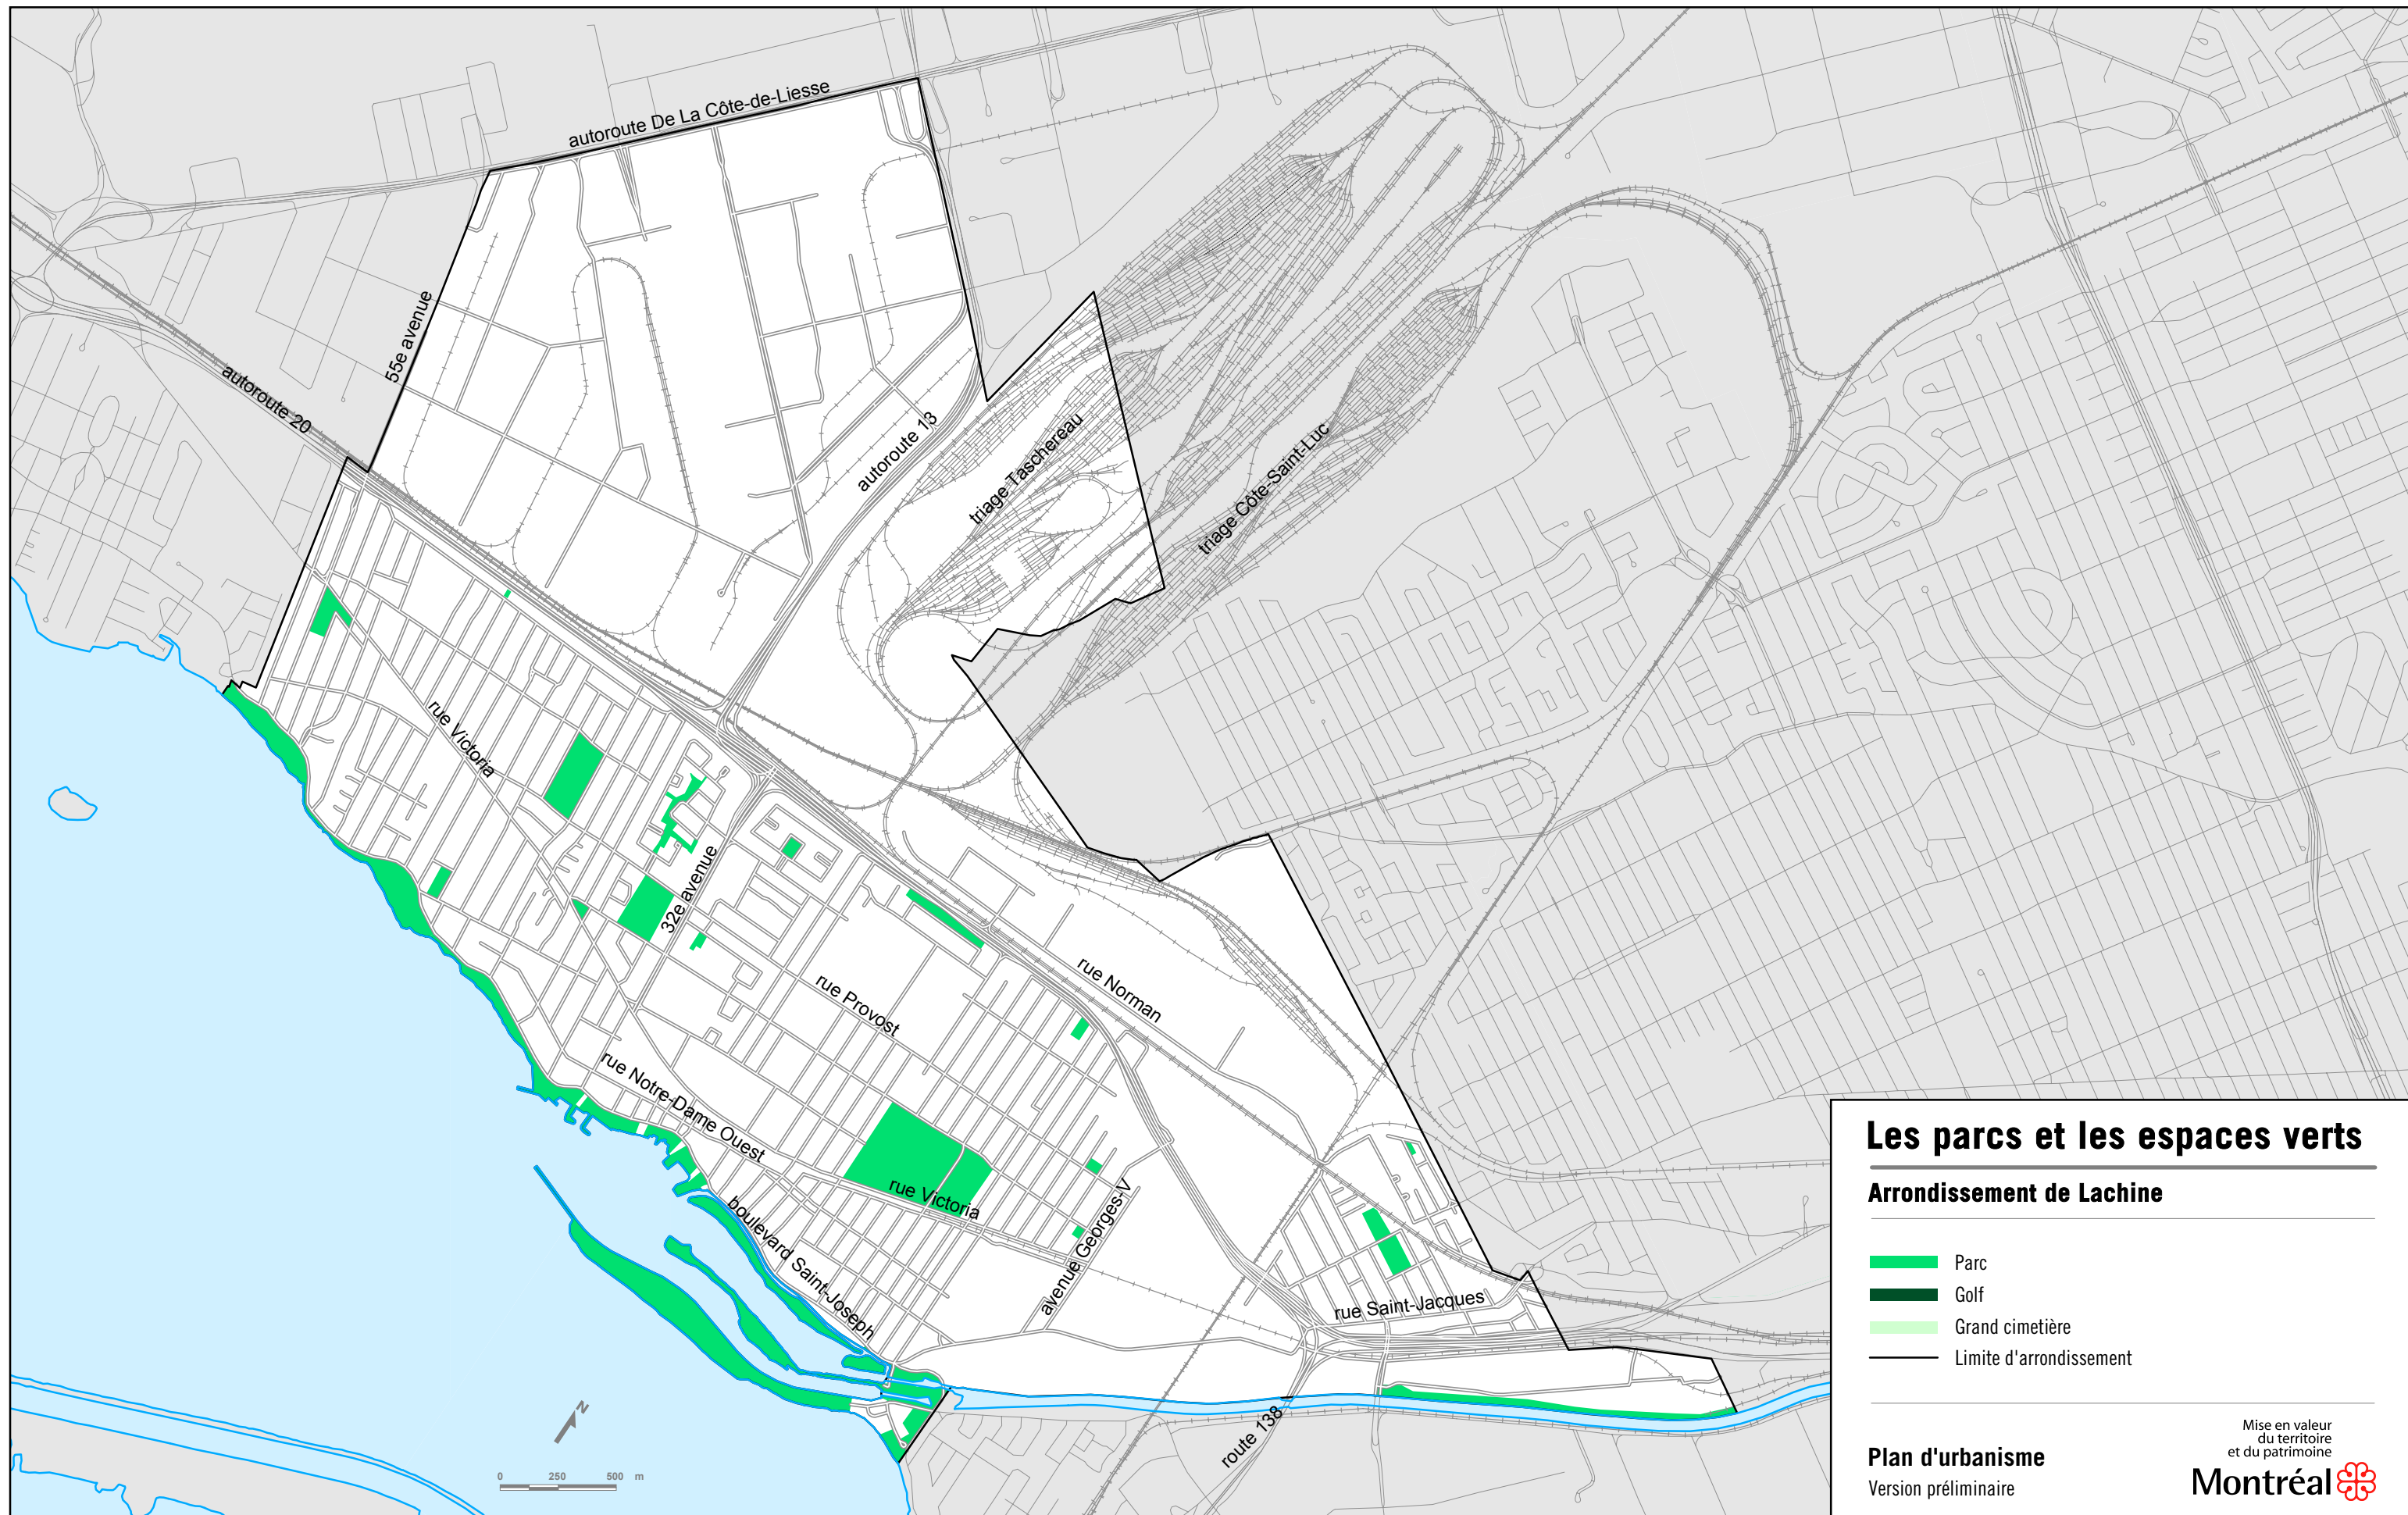 autoroute De La Côte-de-Liesse
55e avenue
autoroute 20
autoroute 13
triage Taschereau
triage Côte-Saint-Luc
rue Victoria
32e avenue
rue Norman
rue Provost
rue Notre-Dame Ouest
rue Victoria
boulevard Saint-Joseph
avenue Georges-V
rue Saint-Jacques
route 138
N
0 250 500 m
Les parcs et les espaces verts
Arrondissement de Lachine
Parc
Golf
Grand cimetière
Limite d'arrondissement
Plan d'urbanisme
Version préliminaire
Mise en valeur
du territoire
et du patrimoine
Montréal